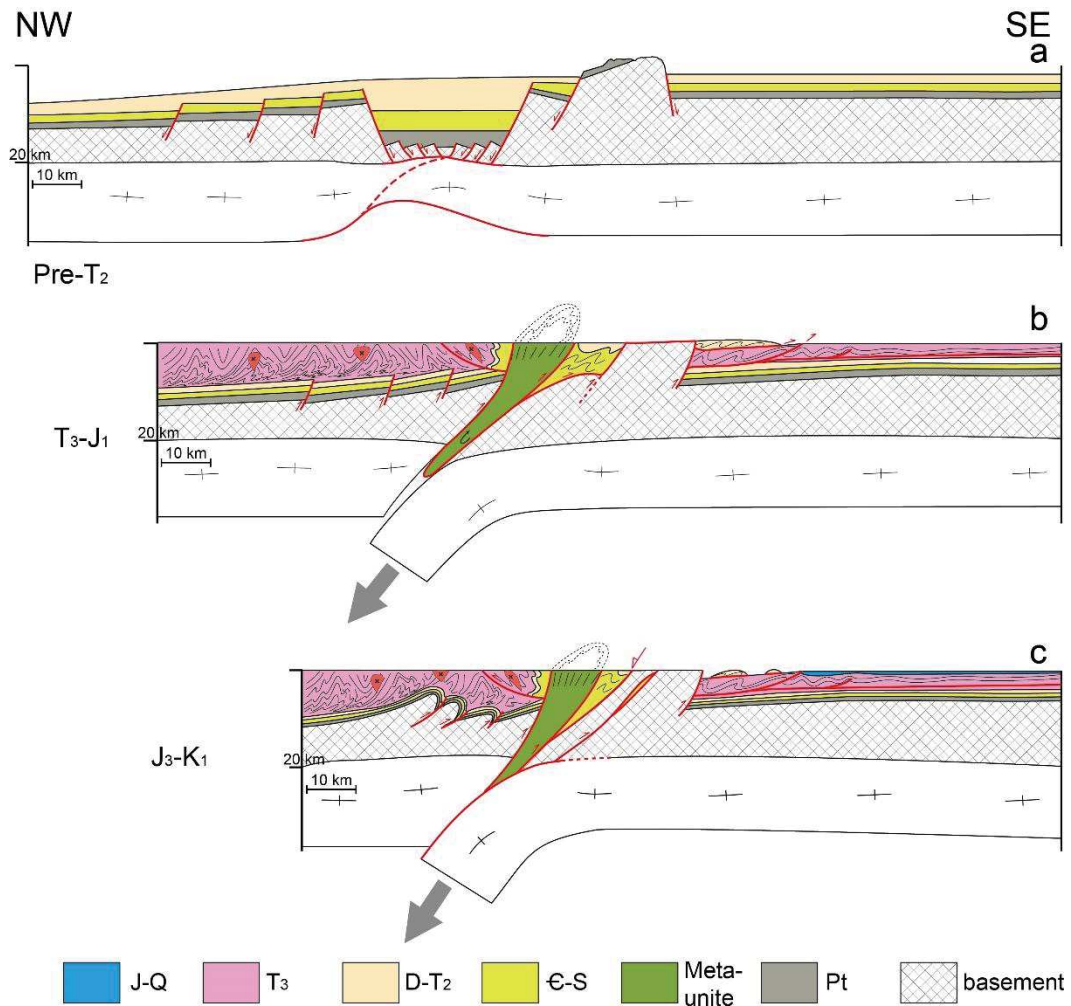 NW SE
a
20 km
10 km
Pre-T₂
b
T₃-J₁
20 km
10 km
c
J₃-K₁
20 km
10 km
J-Q T₃ D-T₂ Є-S Meta-unite Pt basement